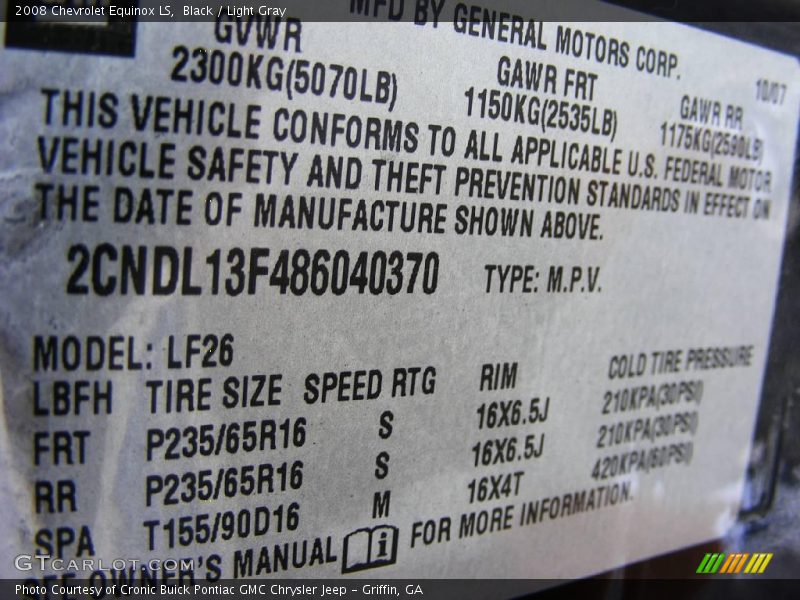 2008 Chevrolet Equinox LS,  Black / Light Gray
MFD BY GENERAL MOTORS CORP.
10/07
GVWR GAWR FRT GAWR RR
2300KG(5070LB) 1150KG(2535LB) 1175KG(2590LB)
THIS VEHICLE CONFORMS TO ALL APPLICABLE U.S. FEDERAL MOTOR
VEHICLE SAFETY AND THEFT PREVENTION STANDARDS IN EFFECT ON
THE DATE OF MANUFACTURE SHOWN ABOVE.
2CNDL13F486040370 TYPE: M.P.V.
MODEL: LF26
LBFH TIRE SIZE SPEED RTG RIM COLD TIRE PRESSURE
FRT P235/65R16 S 16X6.5J 210KPA(30PSI)
RR P235/65R16 S 16X6.5J 210KPA(30PSI)
SPA T155/90D16 M 16X4T 420KPA(60PSI)
SEE OWNER'S MANUAL i FOR MORE INFORMATION.
GTCarlot.com
Photo Courtesy of Cronic Buick Pontiac GMC Chrysler Jeep - Griffin, GA